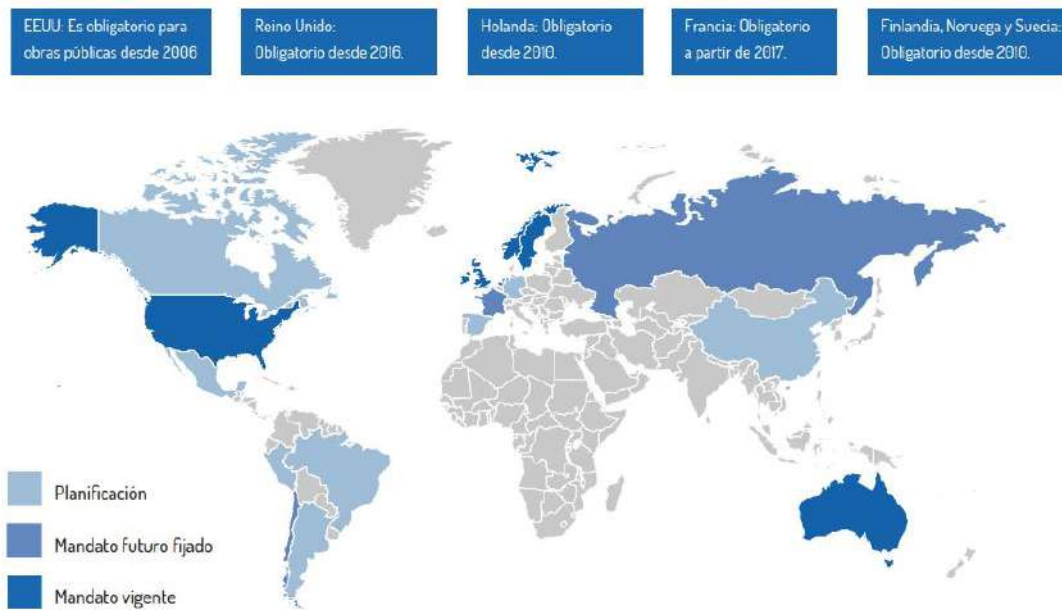 EEUU: Es obligatorio para
obras públicas desde 2006
Reino Unido:
Obligatorio desde 2016.
Holanda: Obligatorio
desde 2010.
Francia: Obligatorio
a partir de 2017.
Finlandia, Noruega y Suecia:
Obligatorio desde 2010.
Planificación
Mandato futuro fijado
Mandato vigente